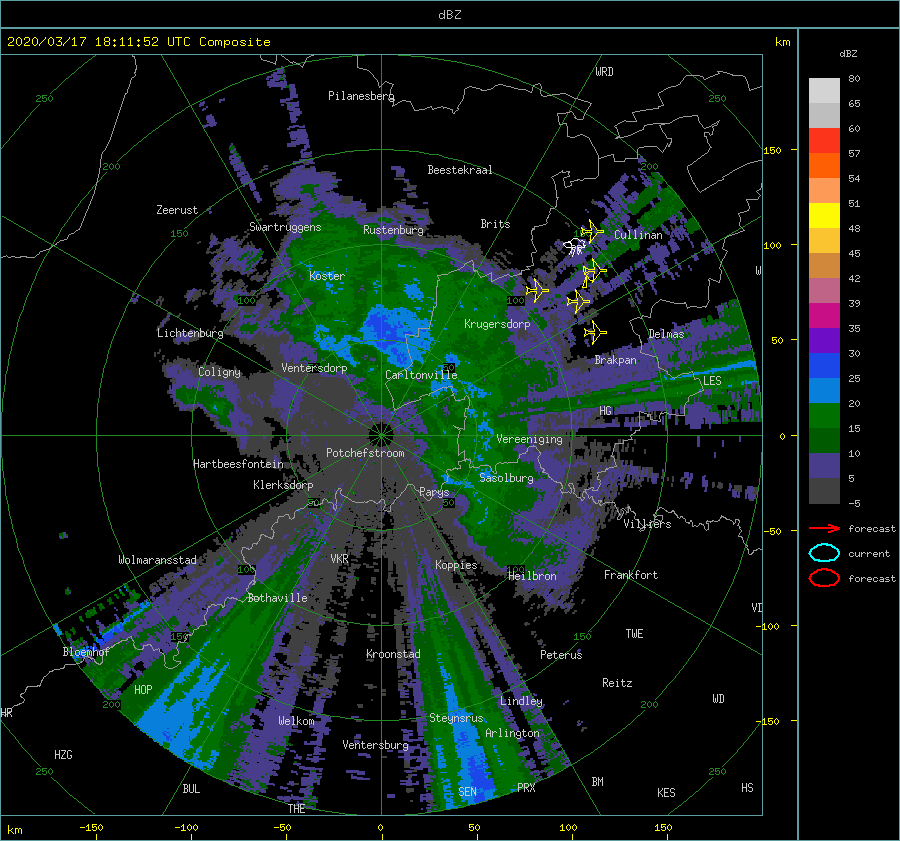 dBZ
2020/03/17 18:11:52 UTC Composite
km
dBZ
WRD
80
250
Pilanesberg
250
65
60
150
57
200
Beestekraal
200
54
Zeerust
51
Swartruggens
Rustenburg
Brits
150
Cullinan
48
100
45
Koster
W
42
100
100
39
Krugersdorp
35
Lichtenburg
Delmas
50
30
Coligny
Ventersdorp
Carltonville
50
Brakpan
25
LES
20
HG
15
Vereeniging
0
10
Potchefstroom
Hartbeesfontein
Sasolburg
5
Klerksdorp
Parys
50
50
-5
Villiers
-50
forecast
Wolmaransstad
VKR
Koppies
current
100
100
Heilbron
Frankfort
forecast
Bothaville
VD
-100
150
150
TWE
Bloemhof
Kroonstad
Peterus
HOP
Reitz
200
Lindley
200
WD
HR
Welkom
Steynsrus
-150
Arlington
Ventersburg
HZG
250
250
BUL
SEN
PRX
BM
KES
HS
THE
km
-150
-100
-50
0
50
100
150